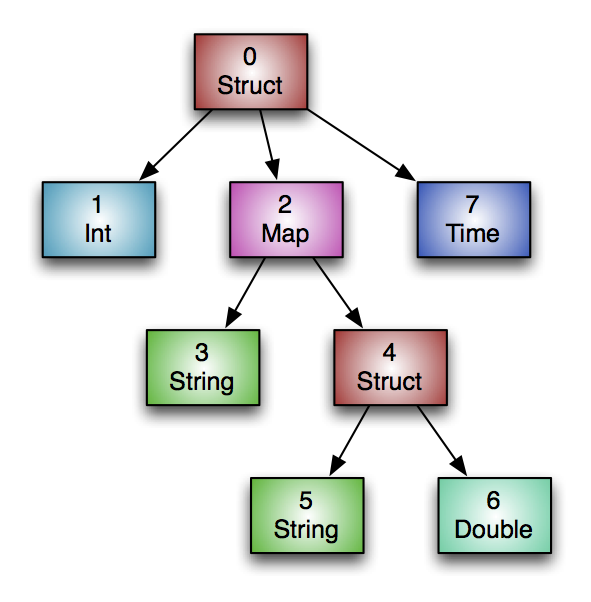 0
Struct
1
Int
2
Map
7
Time
3
String
4
Struct
5
String
6
Double